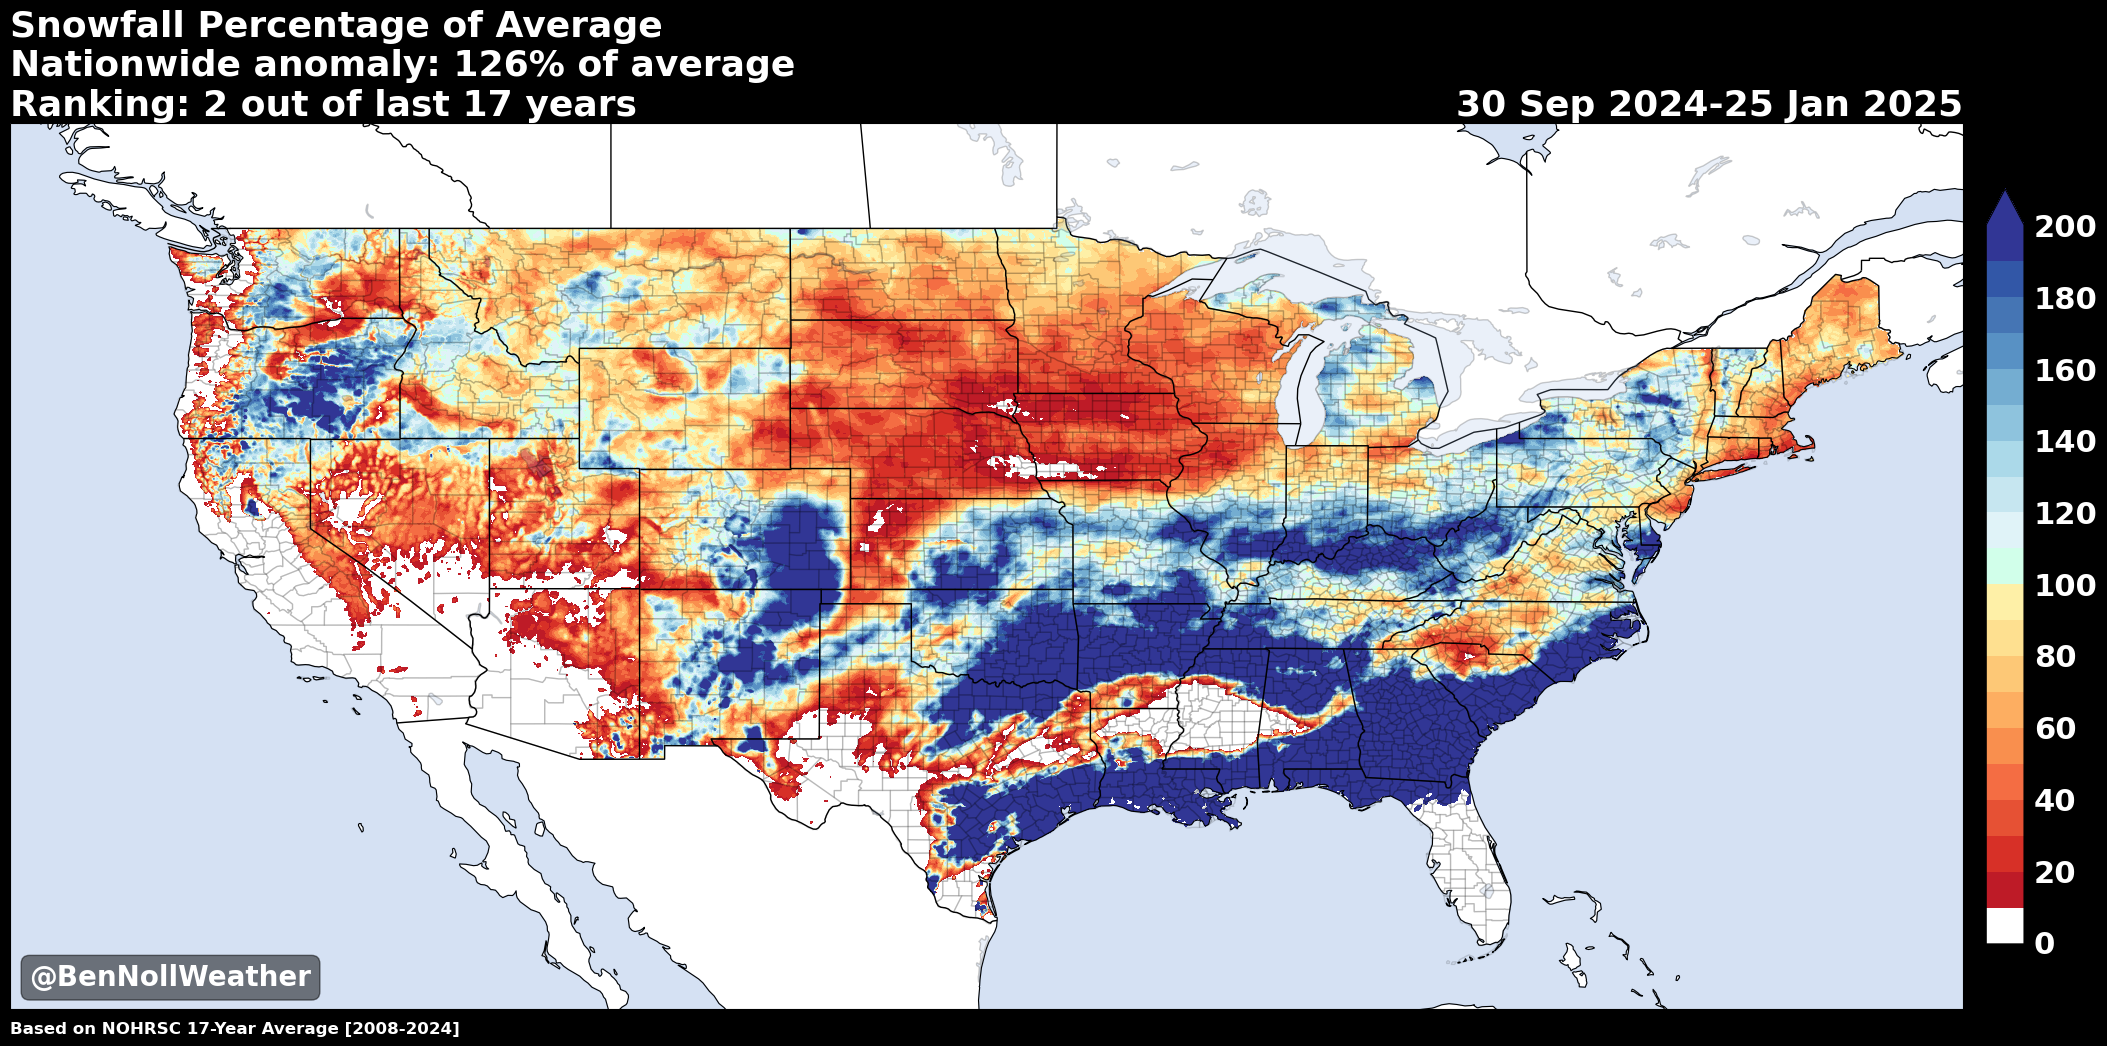 Snowfall Percentage of Average
Nationwide anomaly: 126% of average
Ranking: 2 out of last 17 years
30 Sep 2024-25 Jan 2025
200
180
160
140
120
100
80
60
40
20
0
@BenNollWeather
Based on NOHRSC 17-Year Average [2008-2024]